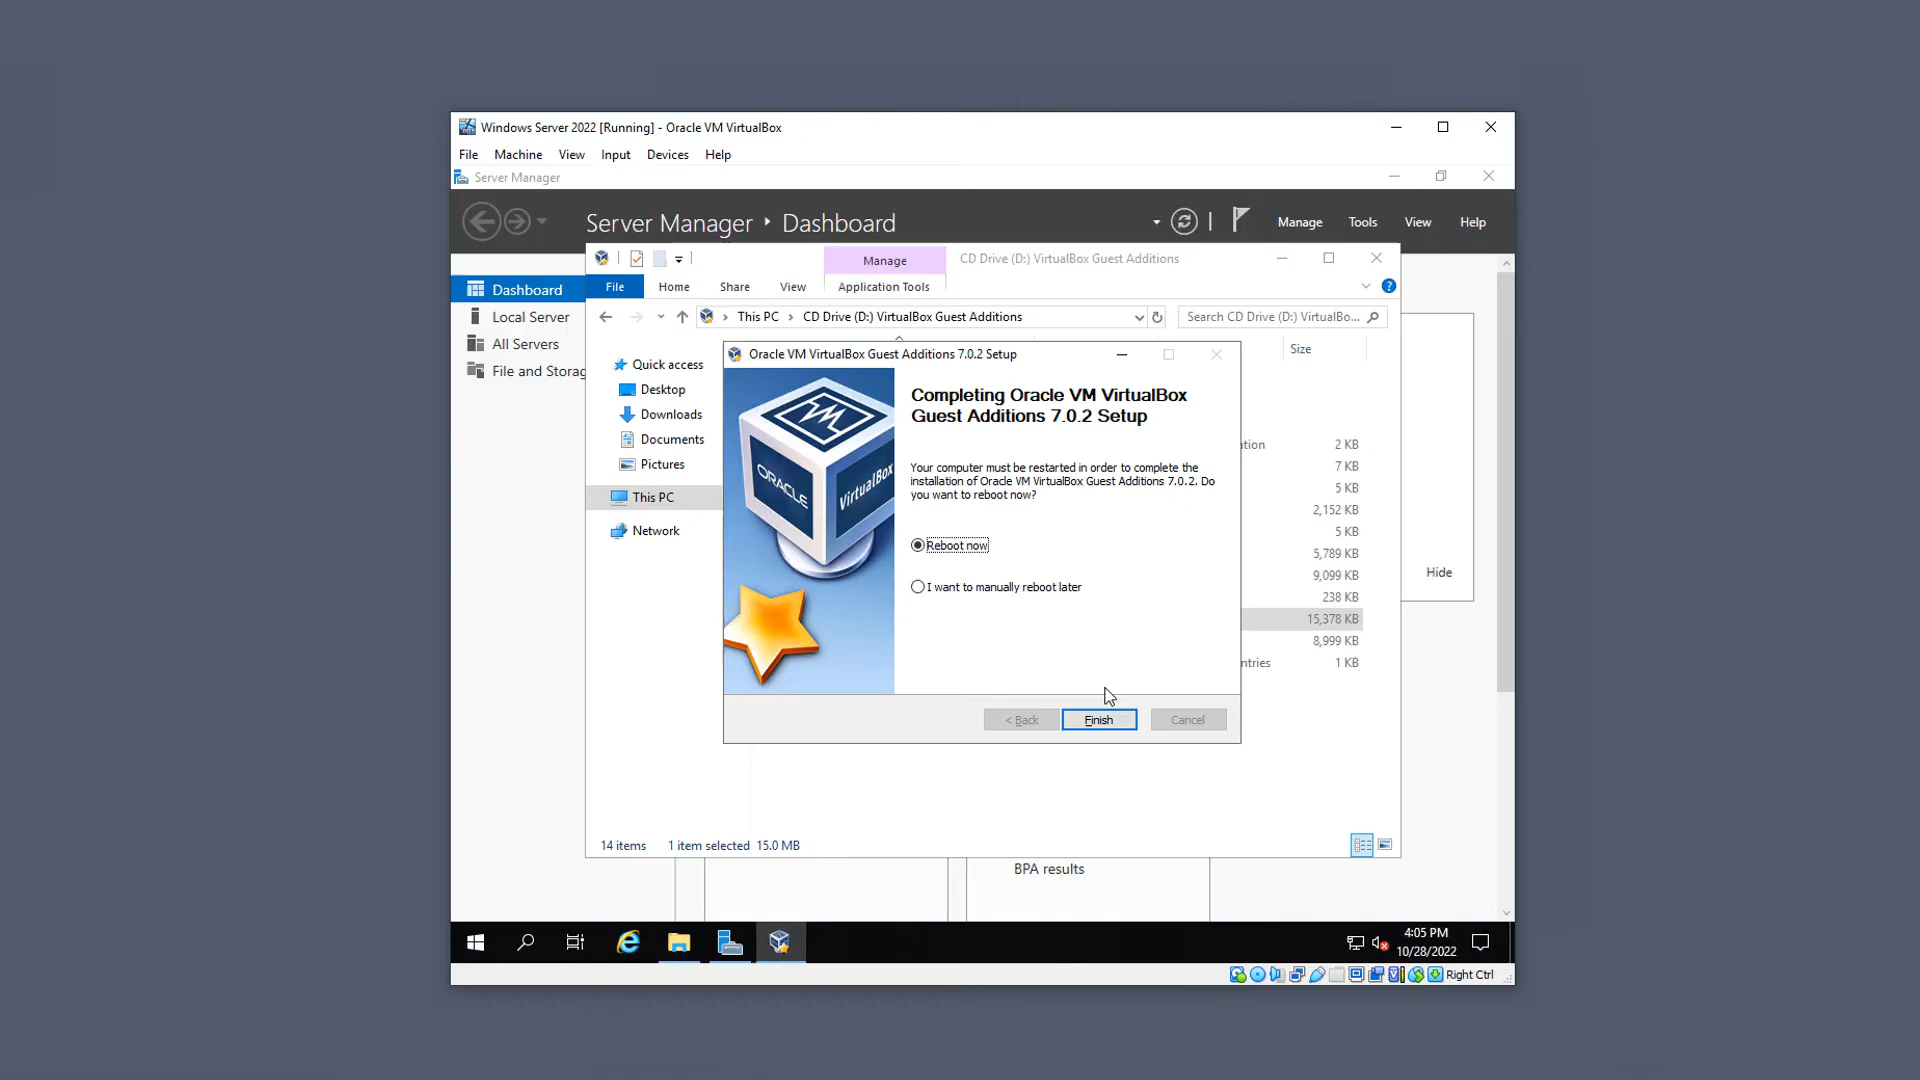 Windows Server 2022 [Running] - Oracle VM VirtualBox
File Machine View Input Devices Help
Server Manager
Server Manager ‣ Dashboard
Manage Tools View Help
Manage
CD Drive (D:) VirtualBox Guest Additions
File Home Share View Application Tools
This PC › CD Drive (D:) VirtualBox Guest Additions
Search CD Drive (D:) VirtualBo...
Dashboard
Local Server
All Servers
File and Storag
Quick access
Desktop
Downloads
Documents
Pictures
This PC
Network
Size
Oracle VM VirtualBox Guest Additions 7.0.2 Setup
Completing Oracle VM VirtualBox
Guest Additions 7.0.2 Setup
Your computer must be restarted in order to complete the
installation of Oracle VM VirtualBox Guest Additions 7.0.2. Do
you want to reboot now?
Reboot now
I want to manually reboot later
ORACLE
VirtualBox
< Back
Finish
Cancel
ation 2 KB
7 KB
5 KB
2,152 KB
5 KB
5,789 KB
9,099 KB
238 KB
15,378 KB
8,999 KB
ntries 1 KB
Hide
14 items 1 item selected 15.0 MB
BPA results
4:05 PM
10/28/2022
Right Ctrl